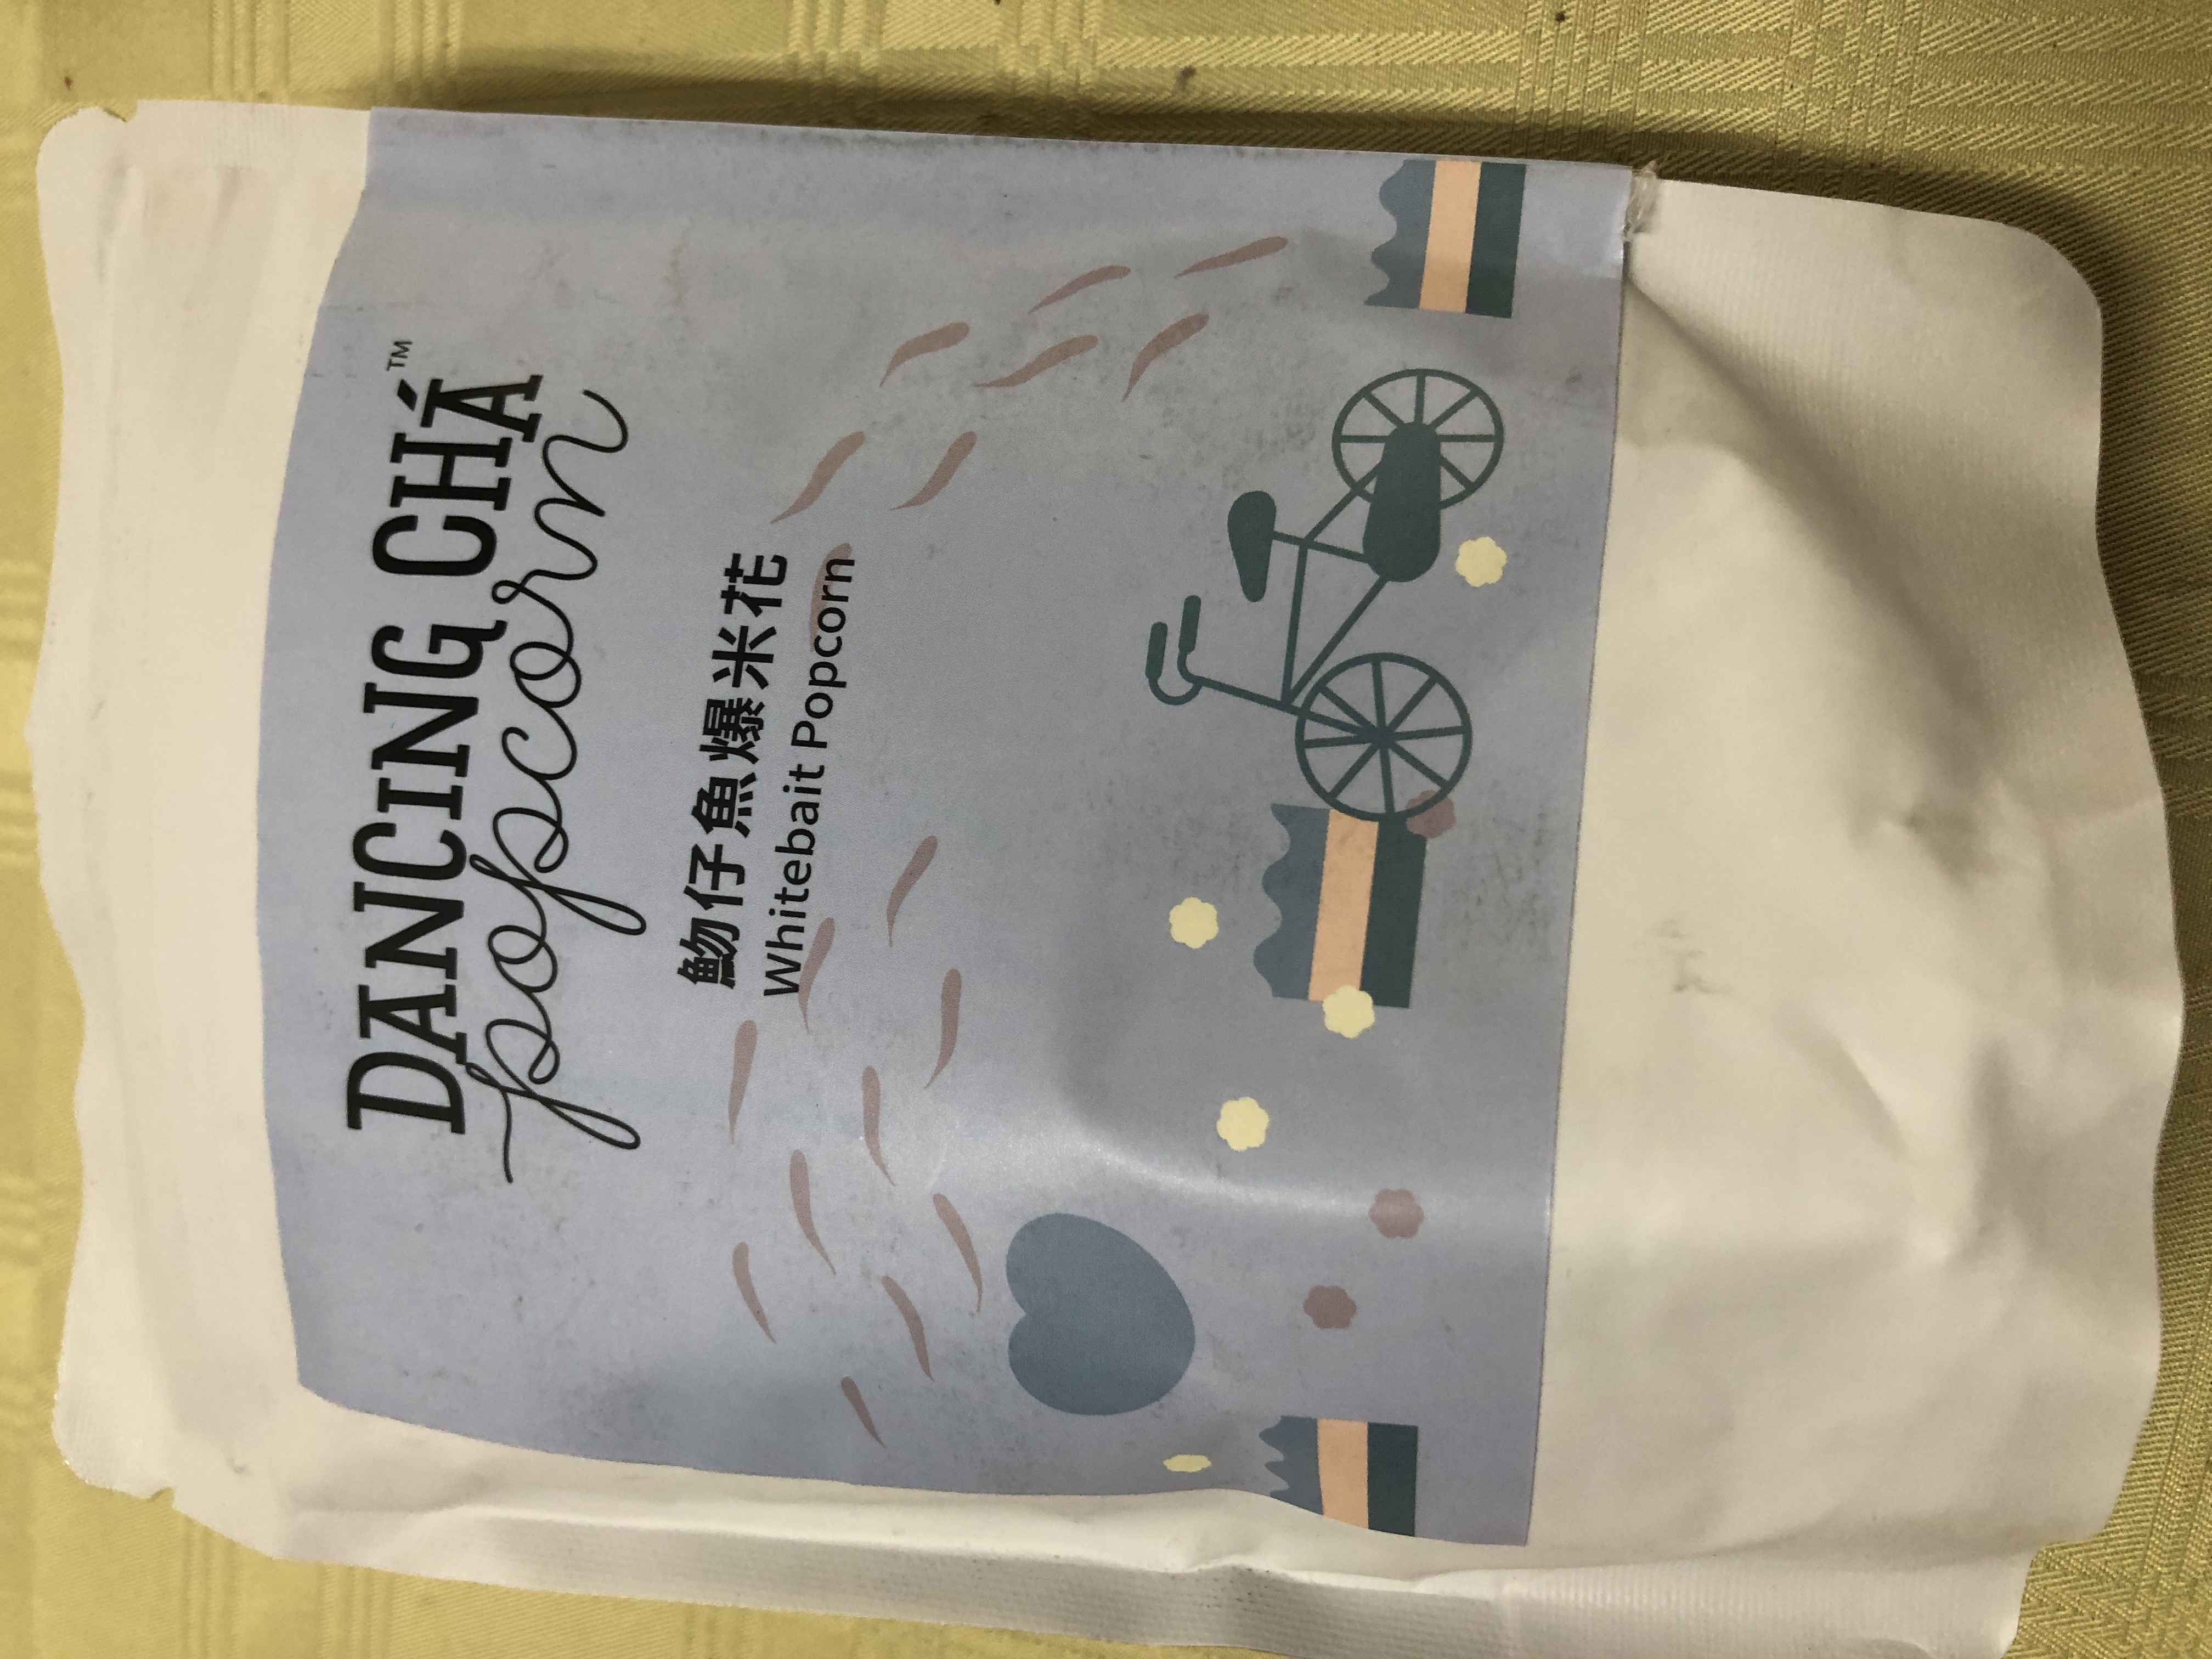 DANCING CHÁ™
popcorn
魩仔魚爆米花
Whitebait Popcorn